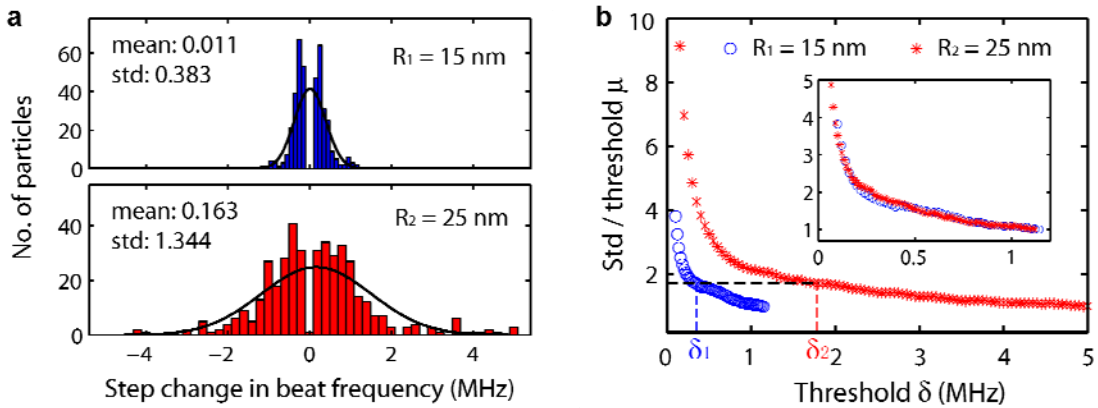 a
mean: 0.011
std: 0.383
R₁ = 15 nm
60
40
20
0
mean: 0.163
std: 1.344
R₂ = 25 nm
40
20
0
No. of particles
−4 −2 0 2 4
Step change in beat frequency (MHz)
b
10
8
6
4
2
Std / threshold μ
R₁ = 15 nm R₂ = 25 nm
5
4
3
2
1
0 0.5 1
0 δ₁ 1 δ₂ 2 3 4 5
Threshold δ (MHz)